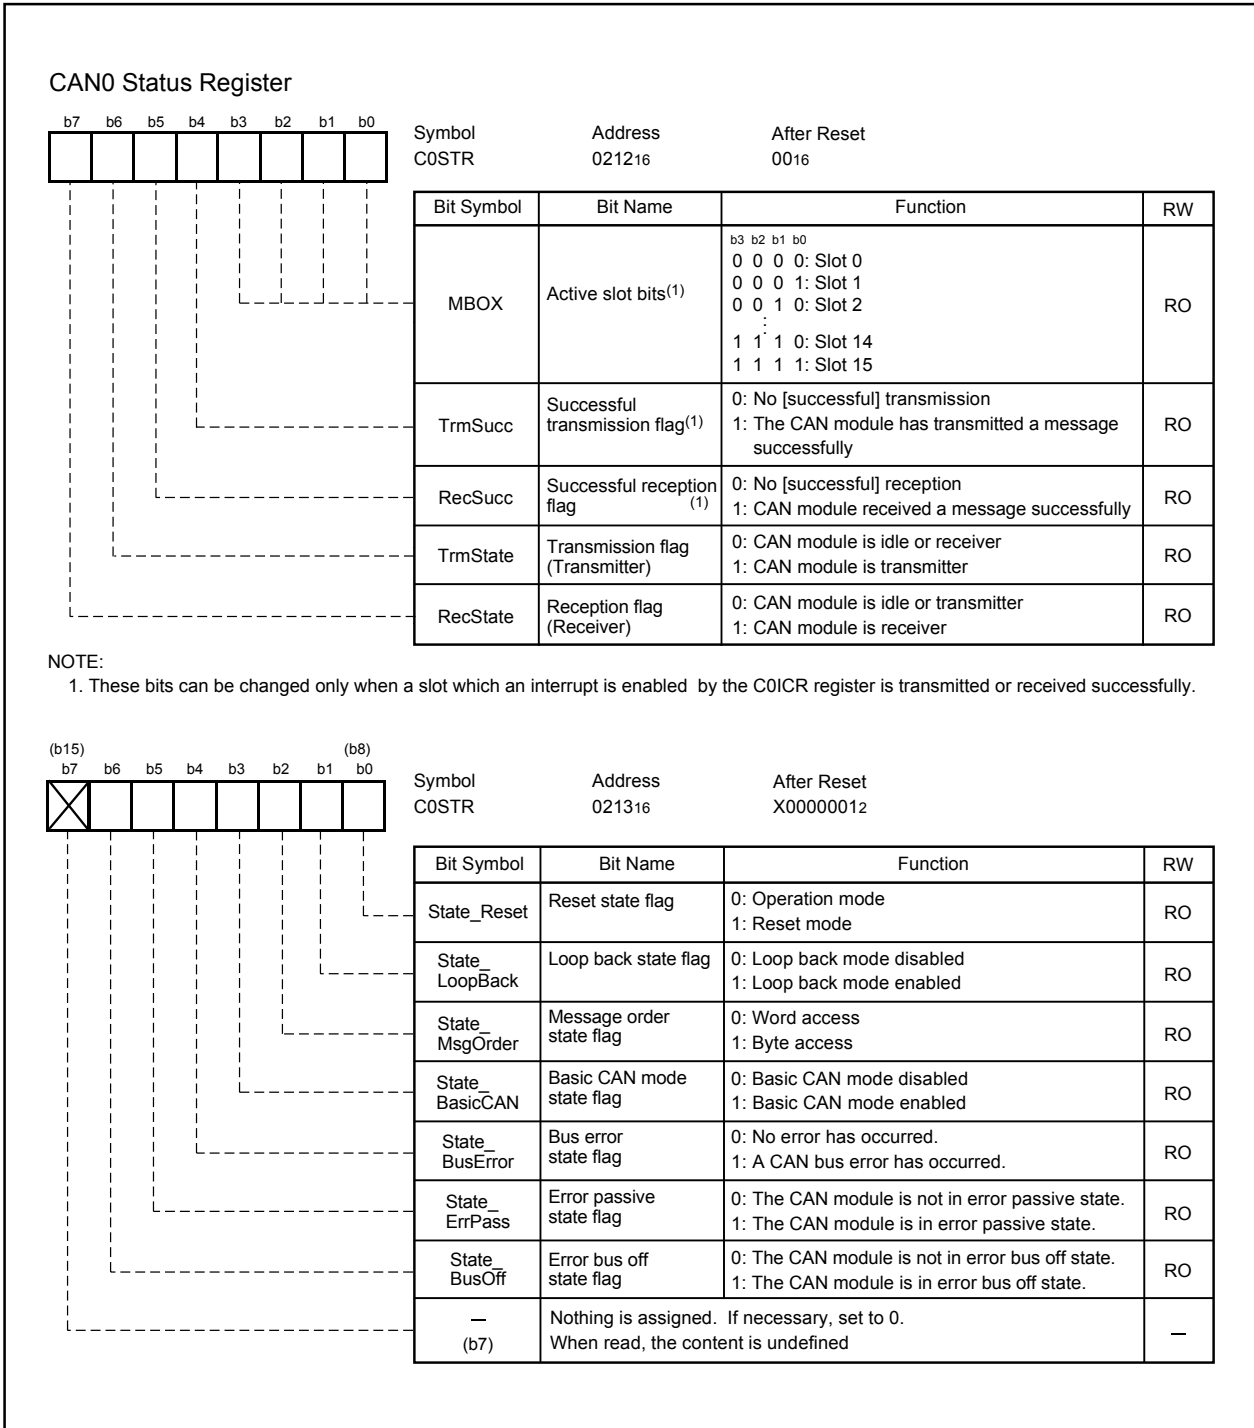 CAN0 Status Register
b7 b6 b5 b4 b3 b2 b1 b0
Symbol Address After Reset
C0STR 021216 0016
Bit Symbol Bit Name Function RW
MBOX Active slot bits(1) RO
b3 b2 b1 b0
0 0 0 0: Slot 0
0 0 0 1: Slot 1
0 0 1 0: Slot 2
:
1 1 1 0: Slot 14
1 1 1 1: Slot 15
TrmSucc RO
Successful
transmission flag(1)
0: No [successful] transmission
1: The CAN module has transmitted a message
successfully
RecSucc RO
Successful reception
flag (1)
0: No [successful] reception
1: CAN module received a message successfully
TrmState RO
Transmission flag
(Transmitter)
0: CAN module is idle or receiver
1: CAN module is transmitter
RecState RO
Reception flag
(Receiver)
0: CAN module is idle or transmitter
1: CAN module is receiver
NOTE:
1. These bits can be changed only when a slot which an interrupt is enabled by the C0ICR register is transmitted or received successfully.
(b15) (b8)
b7 b6 b5 b4 b3 b2 b1 b0
Symbol Address After Reset
C0STR 021316 X00000012
Bit Symbol Bit Name Function RW
State_Reset Reset state flag RO
0: Operation mode
1: Reset mode
State_
LoopBack
Loop back state flag RO
0: Loop back mode disabled
1: Loop back mode enabled
State_
MsgOrder
Message order
state flag
0: Word access
1: Byte access
RO
State_
BasicCAN
Basic CAN mode
state flag
0: Basic CAN mode disabled
1: Basic CAN mode enabled
RO
State_
BusError
Bus error
state flag
0: No error has occurred.
1: A CAN bus error has occurred.
RO
State_
ErrPass
Error passive
state flag
0: The CAN module is not in error passive state.
1: The CAN module is in error passive state.
RO
State_
BusOff
Error bus off
state flag
0: The CAN module is not in error bus off state.
1: The CAN module is in error bus off state.
RO
—
(b7)
Nothing is assigned. If necessary, set to 0.
When read, the content is undefined
—